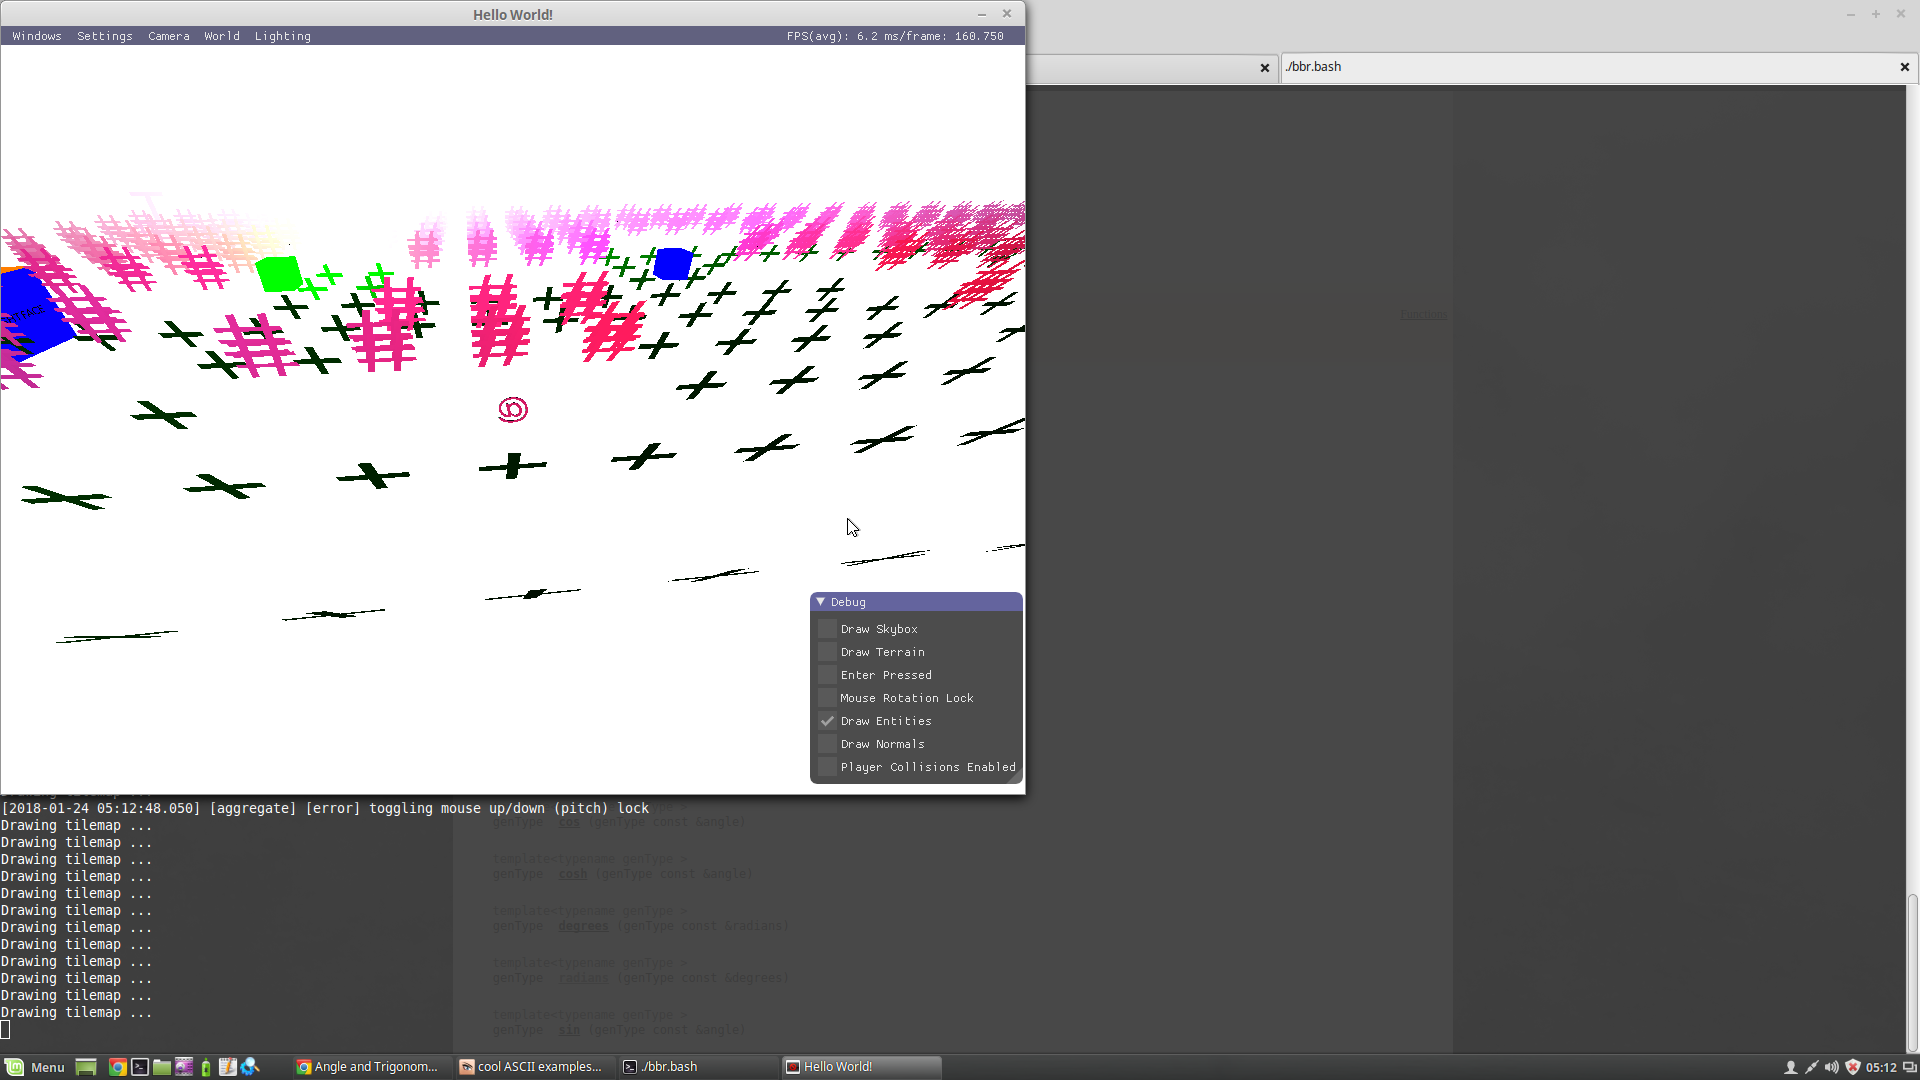 Hello World!
Windows Settings Camera World Lighting
FPS(avg): 6.2 ms/frame: 160.750
./bbr.bash
@
Debug
Draw Skybox
Draw Terrain
Enter Pressed
Mouse Rotation Lock
Draw Entities
Draw Normals
Player Collisions Enabled
[2018-01-24 05:12:48.050] [aggregate] [error] toggling mouse up/down (pitch) lock
Drawing tilemap ...
Drawing tilemap ...
Drawing tilemap ...
Drawing tilemap ...
Drawing tilemap ...
Drawing tilemap ...
Drawing tilemap ...
Drawing tilemap ...
Drawing tilemap ...
Drawing tilemap ...
Drawing tilemap ...
Drawing tilemap ...
genType cos (genType const &angle)
template<typename genType >
genType cosh (genType const &angle)
template<typename genType >
genType degrees (genType const &radians)
template<typename genType >
genType radians (genType const &degrees)
template<typename genType >
genType sin (genType const &angle)
Menu
Angle and Trigonom...
cool ASCII examples...
./bbr.bash
Hello World!
05:12